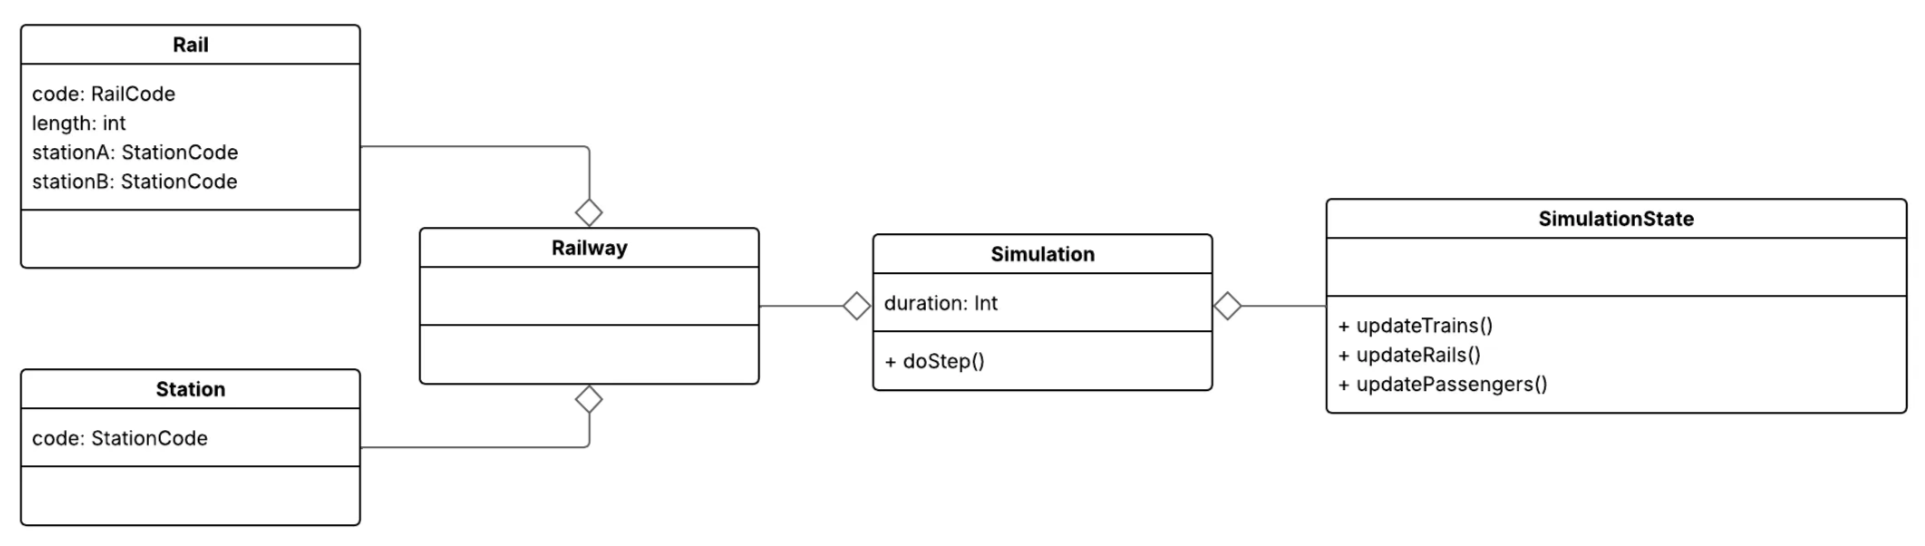 Rail
code: RailCode
length: int
stationA: StationCode
stationB: StationCode
Station
code: StationCode
Railway
Simulation
duration: Int
+ doStep()
SimulationState
+ updateTrains()
+ updateRails()
+ updatePassengers()